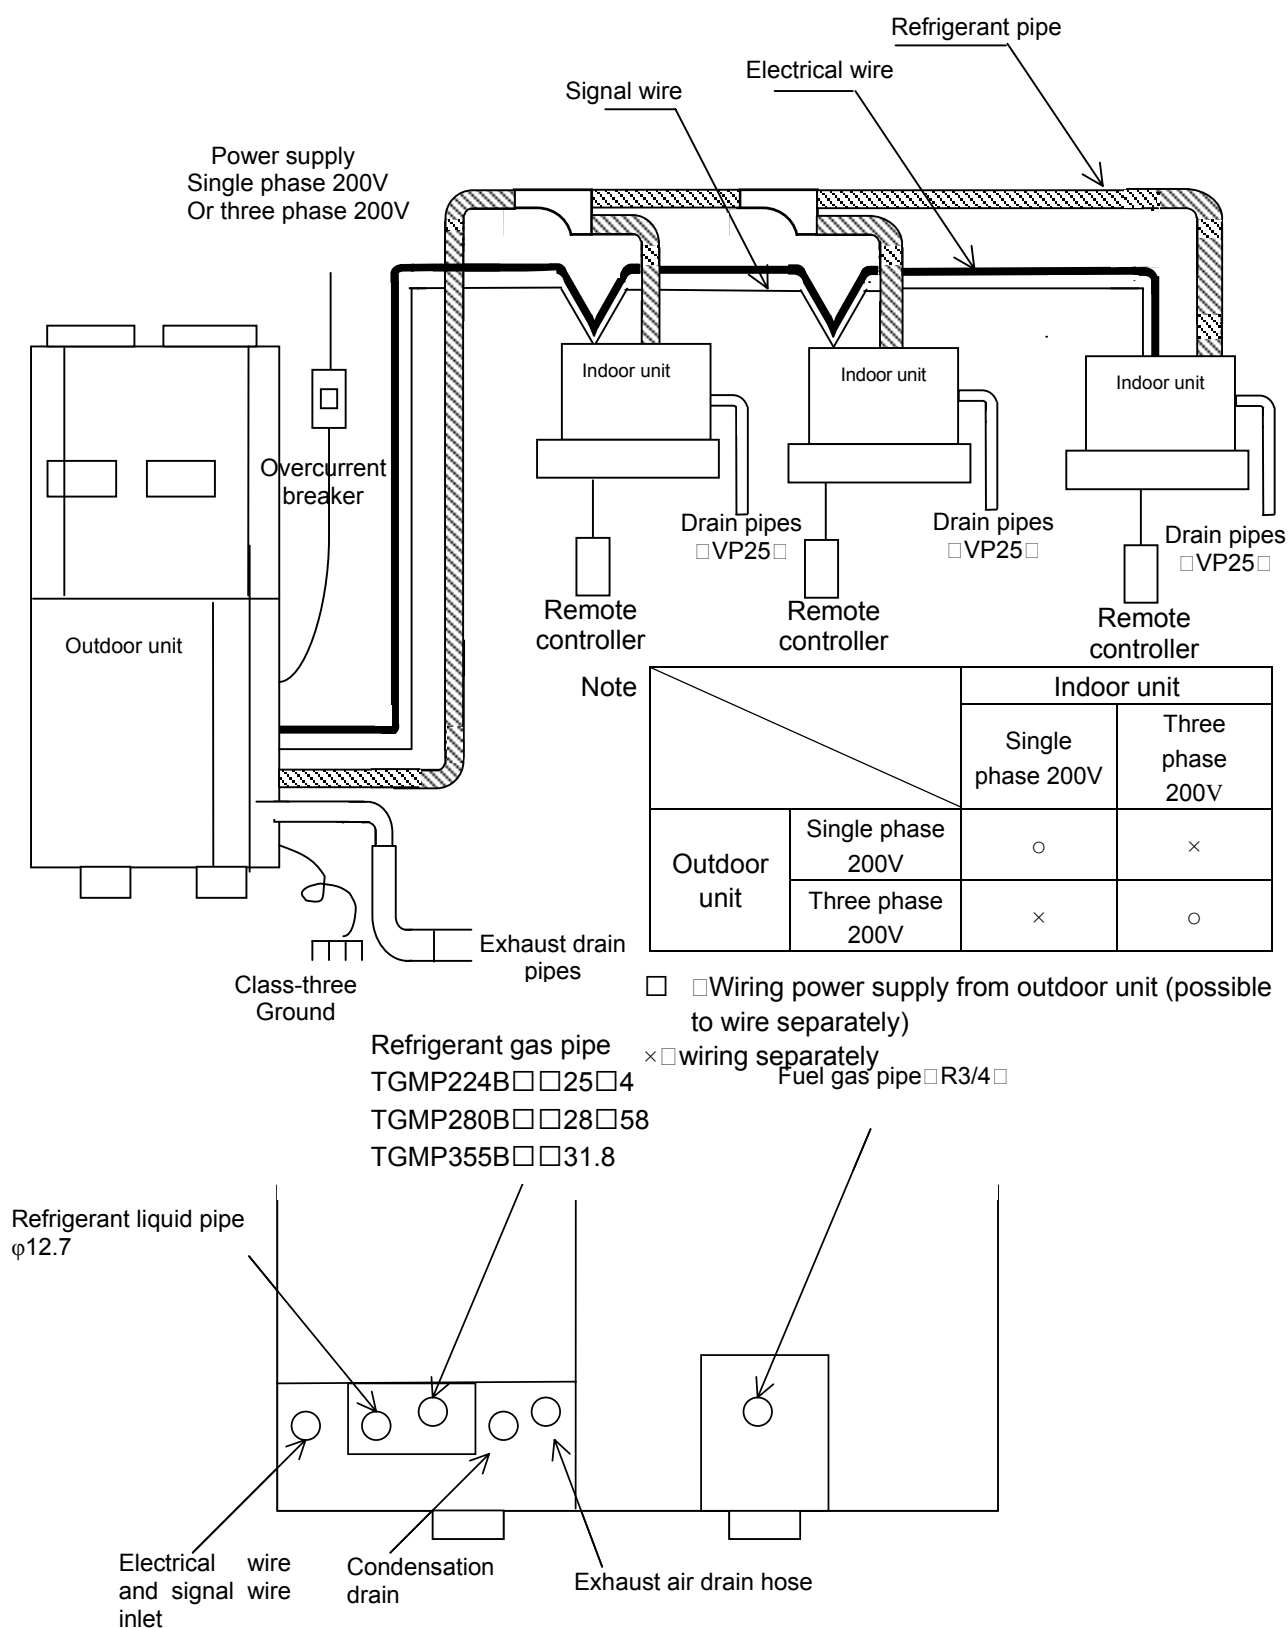 Refrigerant pipe
Electrical wire
Signal wire
Power supply
Single phase 200V
Or three phase 200V
Indoor unit
Indoor unit
Indoor unit
Overcurrent
breaker
Drain pipes
□VP25□
Drain pipes
□VP25□
Drain pipes
□VP25□
Remote
controller
Remote
controller
Remote
controller
Outdoor unit
Note
Indoor unit
Single
phase 200V
Three
phase
200V
Outdoor
unit
Single phase
200V
○
×
Three phase
200V
×
○
Exhaust drain
pipes
Class-three
Ground
□ □Wiring power supply from outdoor unit (possible
to wire separately)
×□wiring separately
Refrigerant gas pipe
TGMP224B□□25□4
TGMP280B□□28□58
TGMP355B□□31.8
Fuel gas pipe□R3/4□
Refrigerant liquid pipe
φ12.7
Electrical wire
and signal wire
inlet
Condensation
drain
Exhaust air drain hose